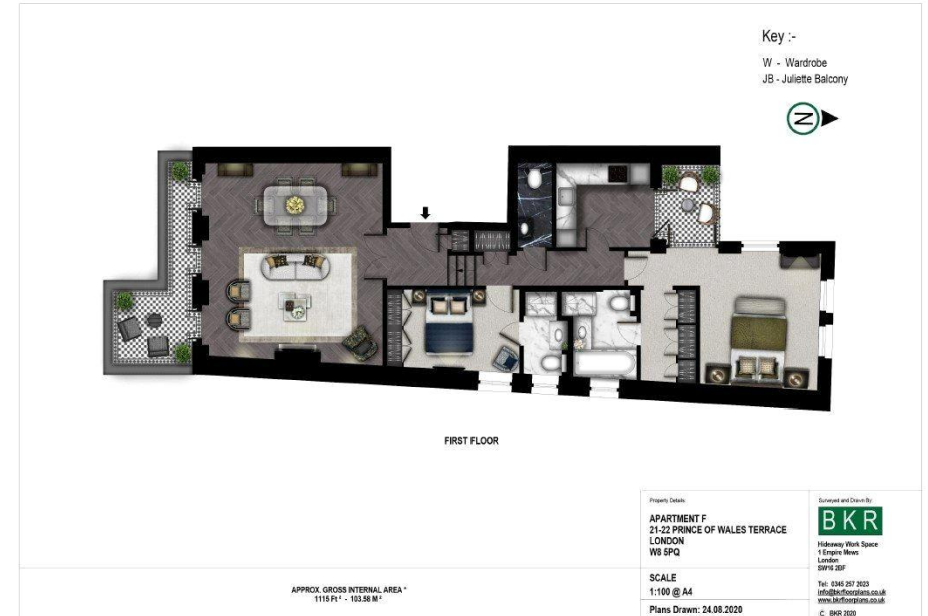 Key :-
W - Wardrobe
JB - Juliette Balcony
N
FIRST FLOOR
APPROX. GROSS INTERNAL AREA *
1115 Ft ² - 103.58 M ²
Property Details
APARTMENT F
21-22 PRINCE OF WALES TERRACE
LONDON
W8 5PQ
SCALE
1:100 @ A4
Plans Drawn: 24.08.2020
Surveyed and Drawn By
BKR
Hideaway Work Space
1 Empire Mews
London
SW16 2BF
Tel: 0345 257 2023
info@bkrfloorplans.co.uk
www.bkrfloorplans.co.uk
C BKR 2020